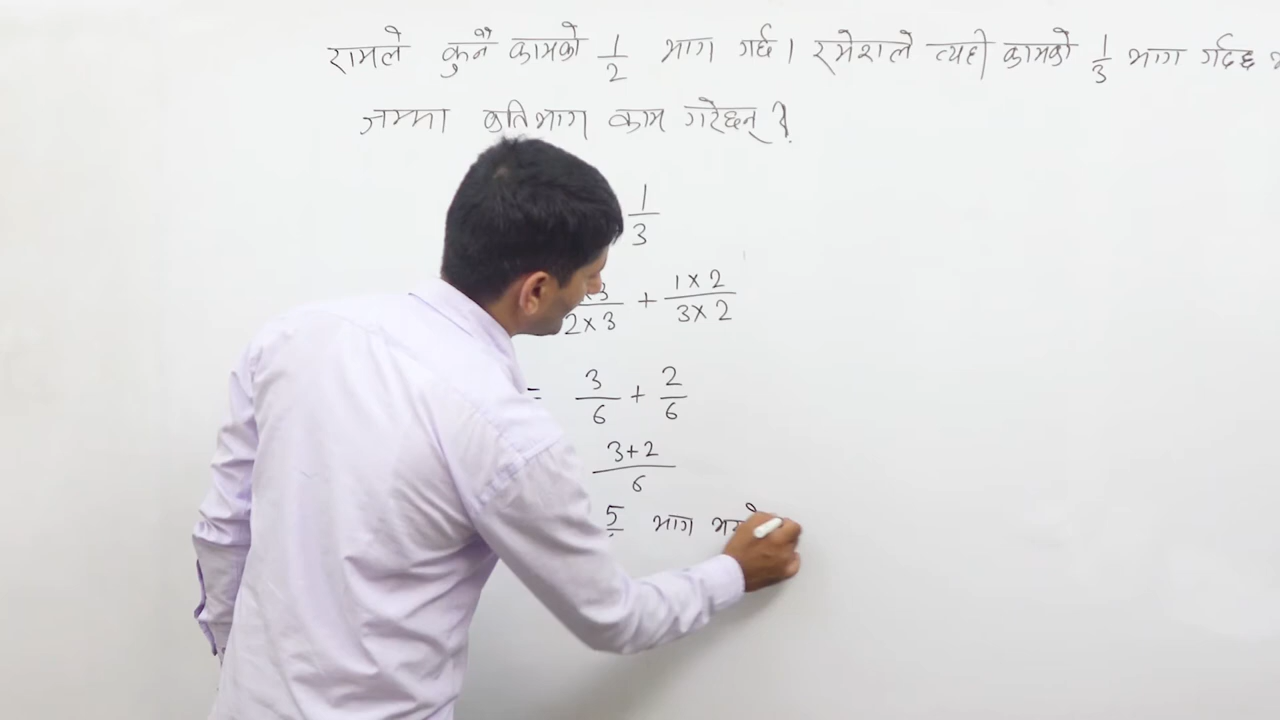 रामले कुनै कामको 1/2 भाग गर्छ। रमेशले त्यही कामको 1/3 भाग गर्दछ
जम्मा कतिभाग काम गरेछन्?
1/3
×3/2×3 + 1×2/3×2
= 3/6 + 2/6
3+2/6
5 भाग